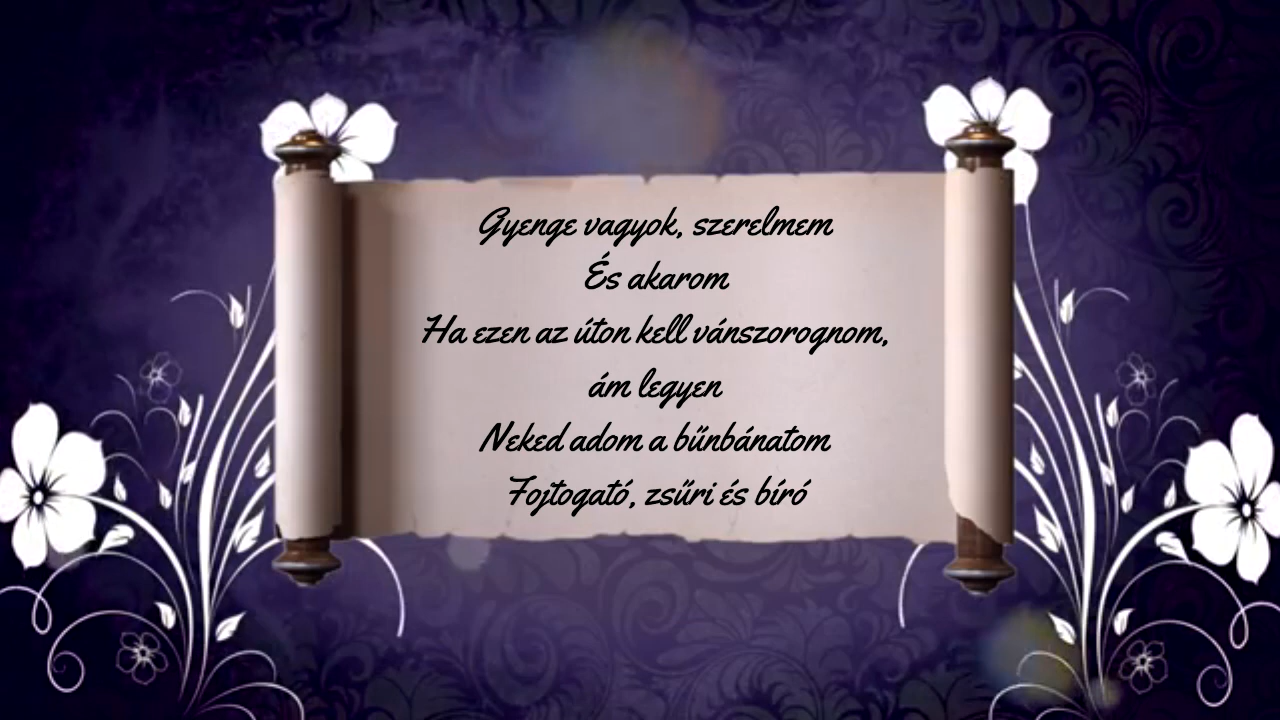 Gyenge vagyok, szerelmem
És akarom
Ha ezen az úton kell vánszorognom,
ám legyen
Neked adom a bűnbánatom
Fojtogató, zsűri és bíró